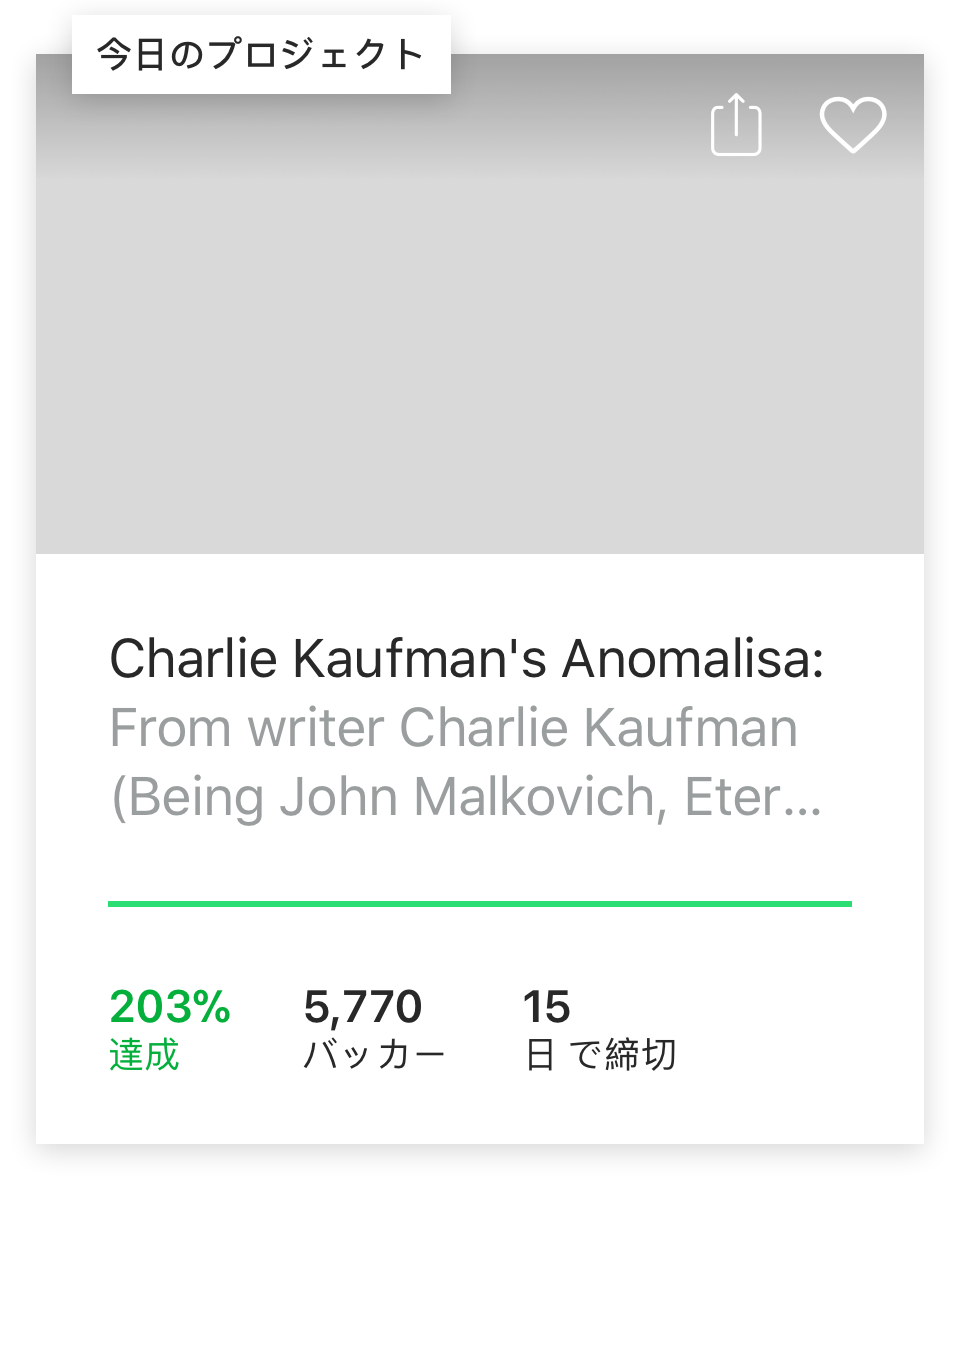 今日のプロジェクト
Charlie Kaufman's Anomalisa:
From writer Charlie Kaufman
(Being John Malkovich, Eter...
203% 5,770 15
達成 バッカー 日 で締切